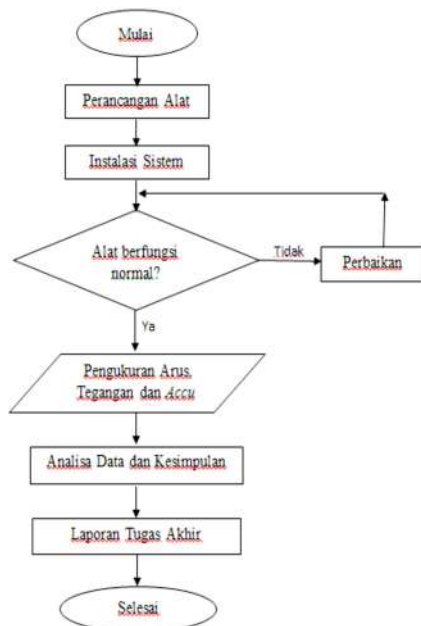 Mulai
Perancangan Alat
Instalasi Sistem
Alat berfungsi
normal?
Tidak
Perbaikan
Ya
Pengukuran Arus,
Tegangan dan Accu
Analisa Data dan Kesimpulan
Laporan Tugas Akhir
Selesai